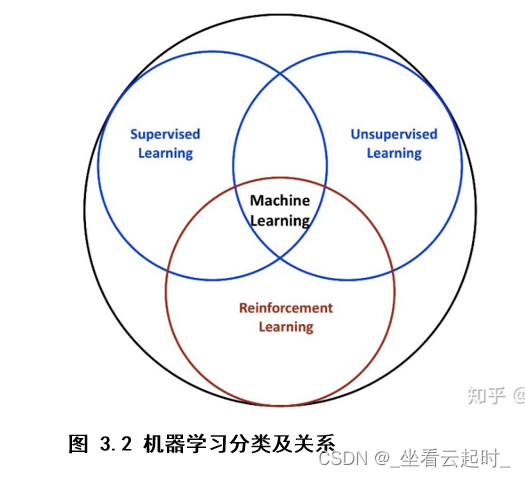 Supervised
Learning
Unsupervised
Learning
Machine
Learning
Reinforcement
Learning
知乎 @
图 3.2 机器学习分类及关系
CSDN @_坐看云起时_